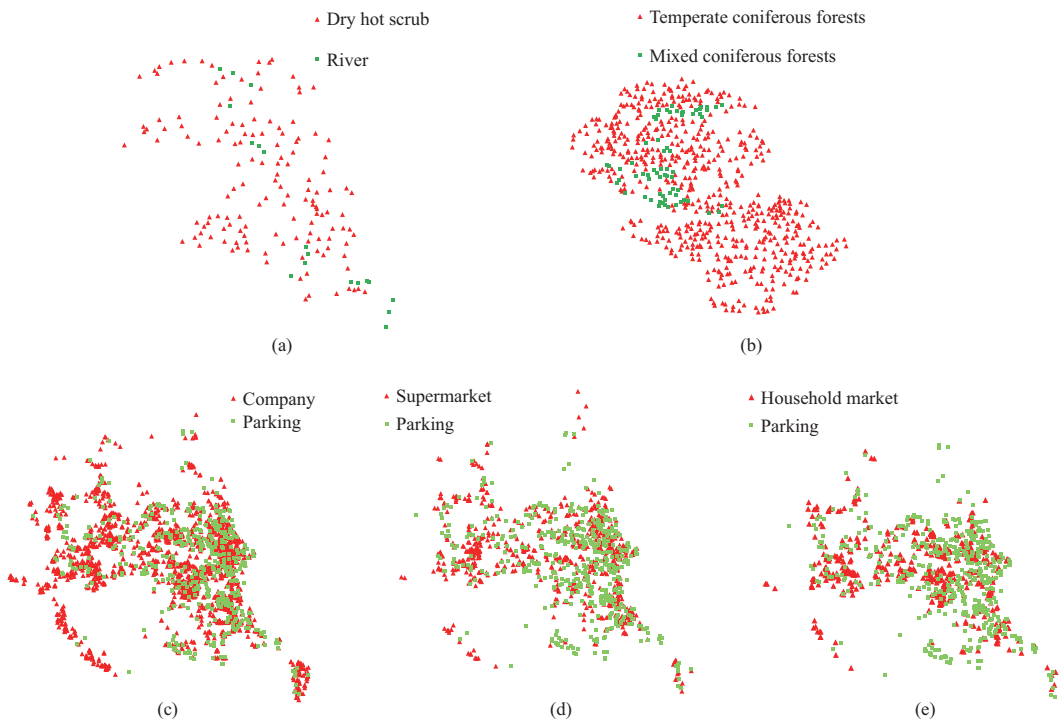 Dry hot scrub
River
(a)
Temperate coniferous forests
Mixed coniferous forests
(b)
Company
Parking
(c)
Supermarket
Parking
(d)
Household market
Parking
(e)